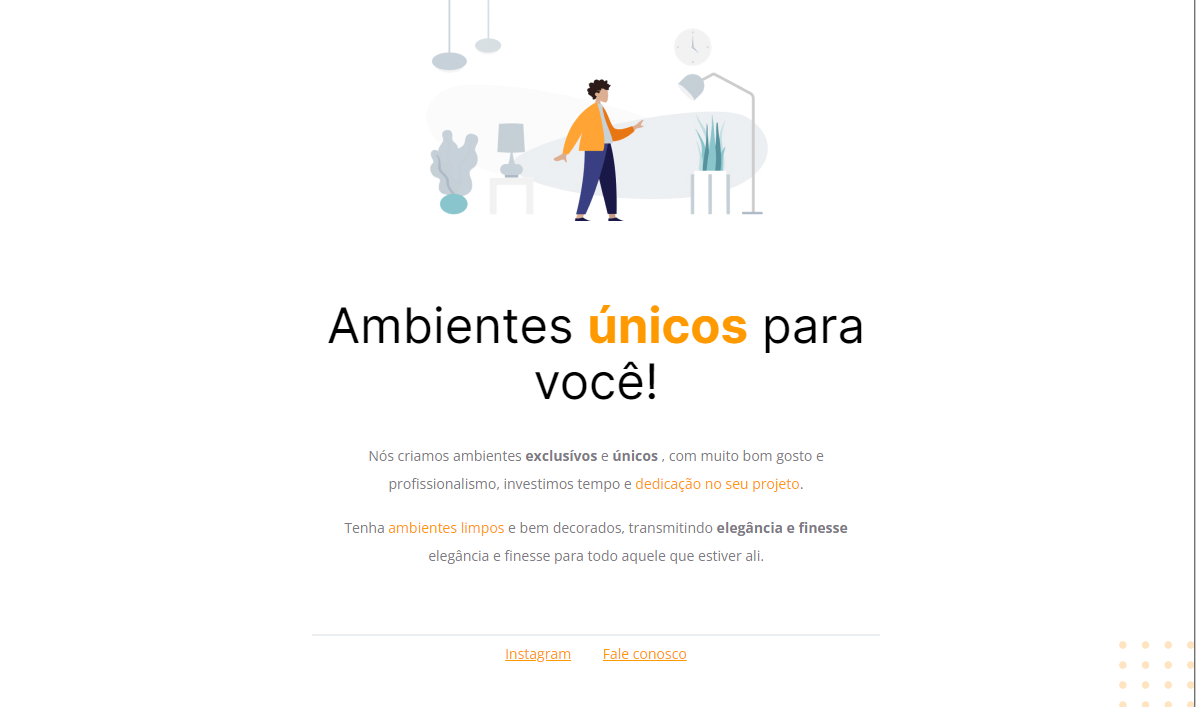 Ambientes únicos para
você!
Nós criamos ambientes exclusívos e únicos , com muito bom gosto e
profissionalismo, investimos tempo e dedicação no seu projeto.
Tenha ambientes limpos e bem decorados, transmitindo elegância e finesse
elegância e finesse para todo aquele que estiver ali.
Instagram Fale conosco